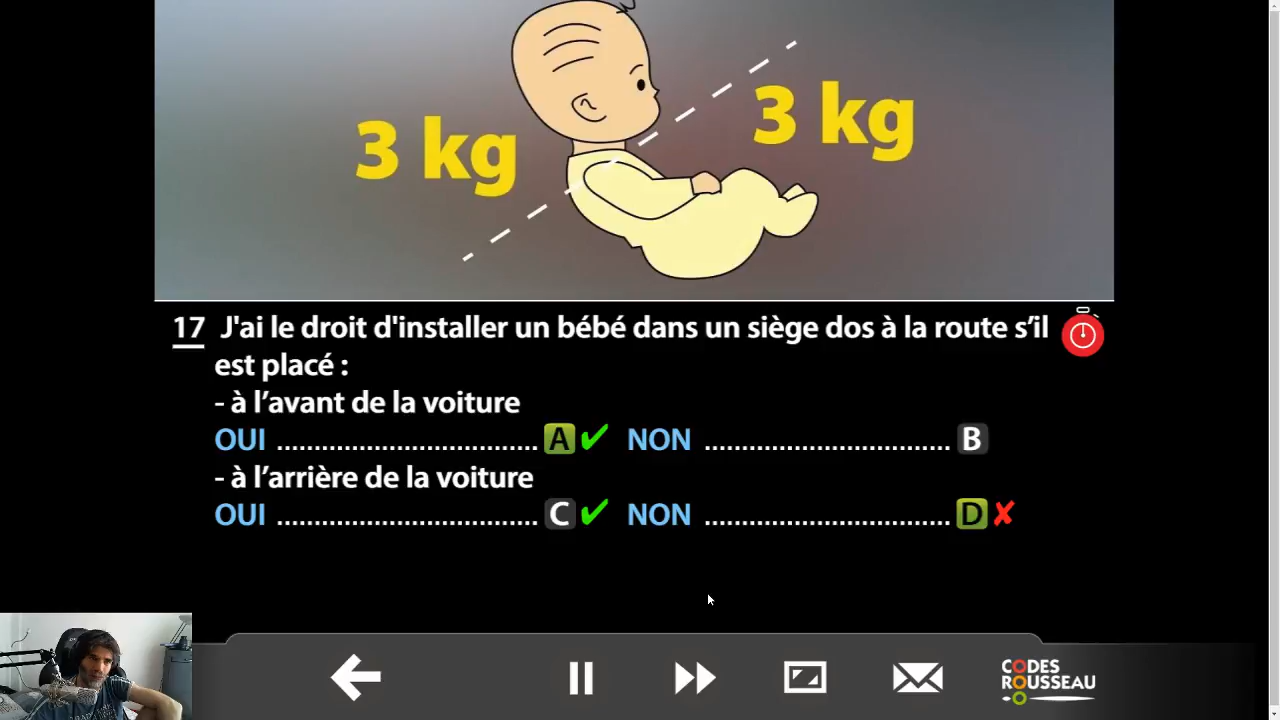 3 kg
3 kg
17 J'ai le droit d'installer un bébé dans un siège dos à la route s’il
est placé :
- à l’avant de la voiture
OUI .................................. A ✔ NON ................................ B
- à l’arrière de la voiture
OUI .................................. C ✔ NON ................................ D ✘
CODES
ROUSSEAU